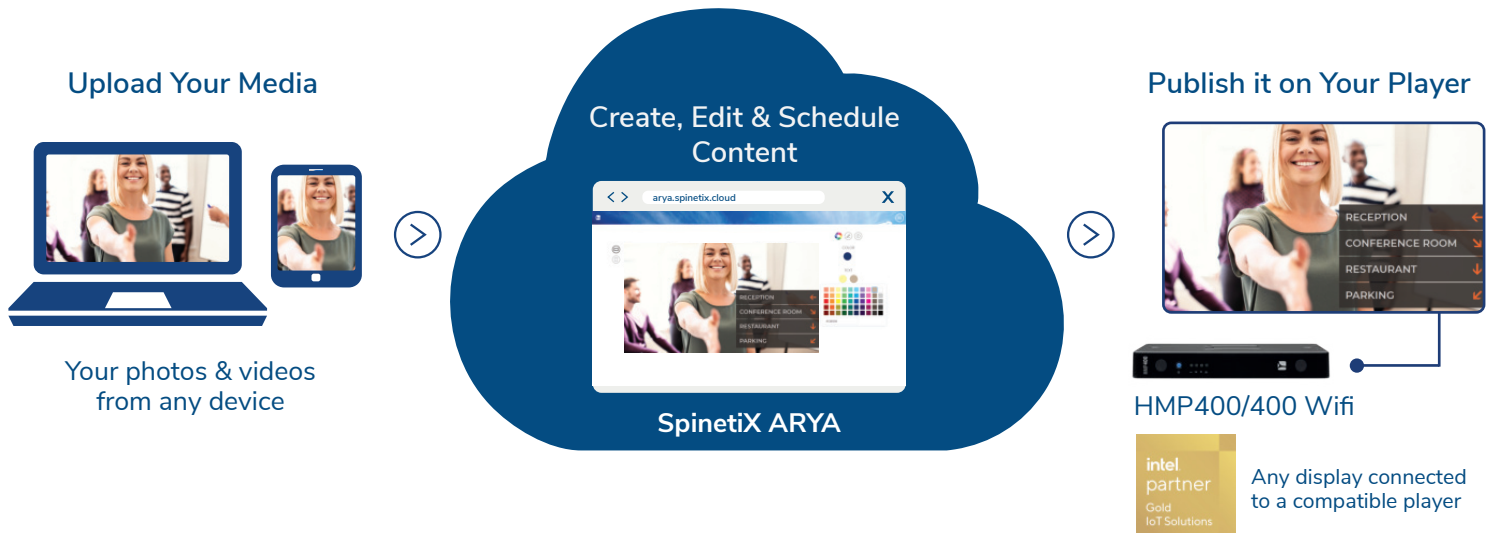 Upload Your Media
Your photos & videos
from any device
Create, Edit & Schedule
Content
arya.spinetix.cloud
X
COLOR
RECEPTION
CONFERENCE ROOM
RESTAURANT
PARKING
SpinetiX ARYA
Publish it on Your Player
RECEPTION
CONFERENCE ROOM
RESTAURANT
PARKING
HMP400/400 Wifi
intel
partner
Gold
IoT Solutions
Any display connected
to a compatible player